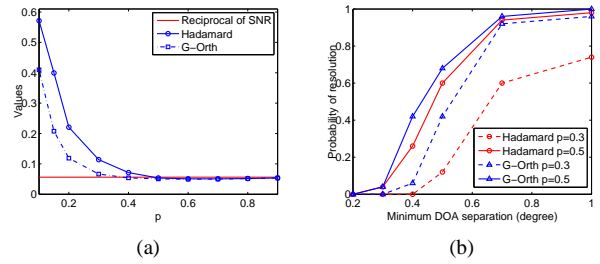 0.6
0.5
0.4
0.3
0.2
0.1
0
0.2 0.4 0.6 0.8
Values
p
Reciprocal of SNR
Hadamard
G−Orth
(a)
1
0.8
0.6
0.4
0.2
0
0.2 0.4 0.6 0.8 1
Probability of resolution
Minimum DOA separation (degree)
Hadamard p=0.3
Hadamard p=0.5
G−Orth p=0.3
G−Orth p=0.5
(b)